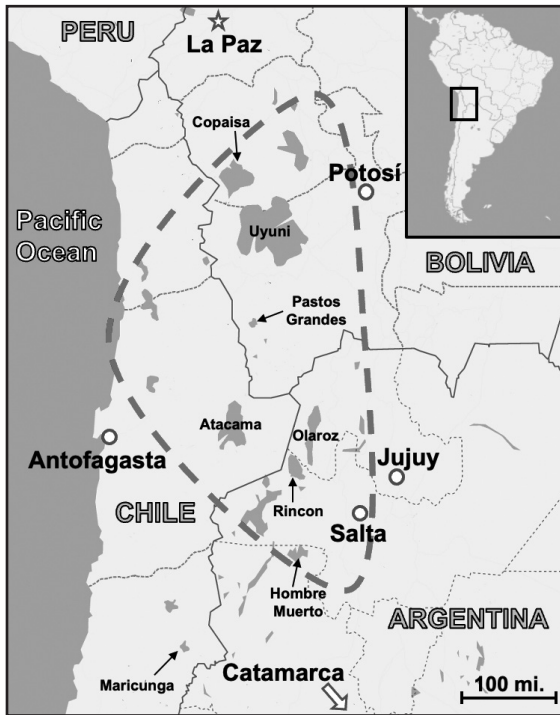 PERU
La Paz
Copaisa
Potosí
Pacific
Ocean
Uyuni
BOLIVIA
Pastos
Grandes
Atacama
Olaroz
Antofagasta
Jujuy
CHILE
Rincon
Salta
Hombre
Muerto
ARGENTINA
Catamarca
Maricunga
100 mi.